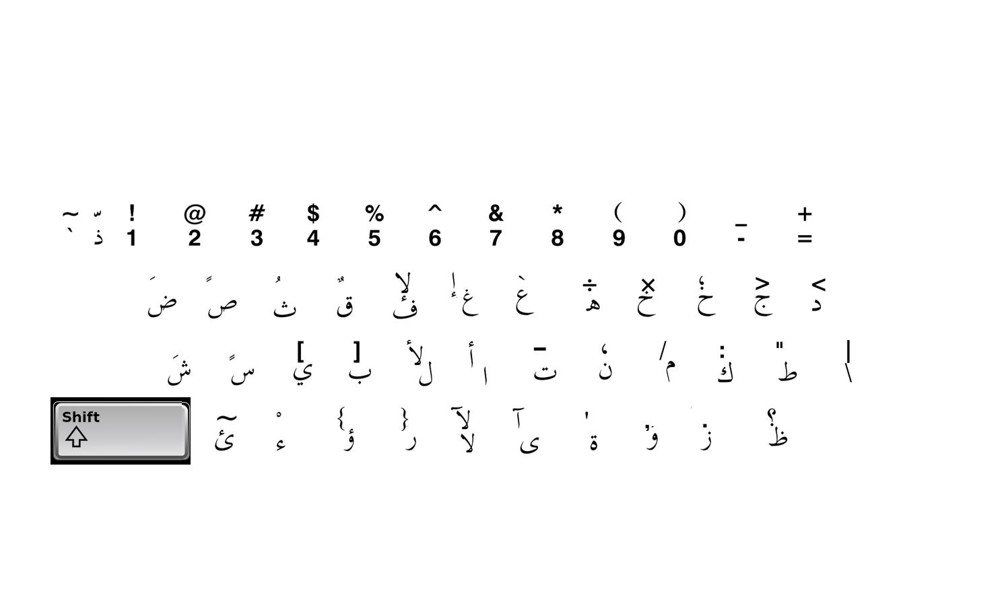 ~ ّ ! @ # $ % ^ & * ( ) _ +
` ذ 1 2 3 4 5 6 7 8 9 0 - =
َ ً ُ ٌ لإ إ ` ÷ × ؛ > <
ض ص ث ق ف غ ع ه خ ح ج د
َ ً [ ] لأ أ – ، / : " |
ش س ي ب ل ا ت ن م ك ط \
Shift ~ ْ { } لآ آ ' , . ؟
ئ ء ؤ ر لا ى ة و ز ظ